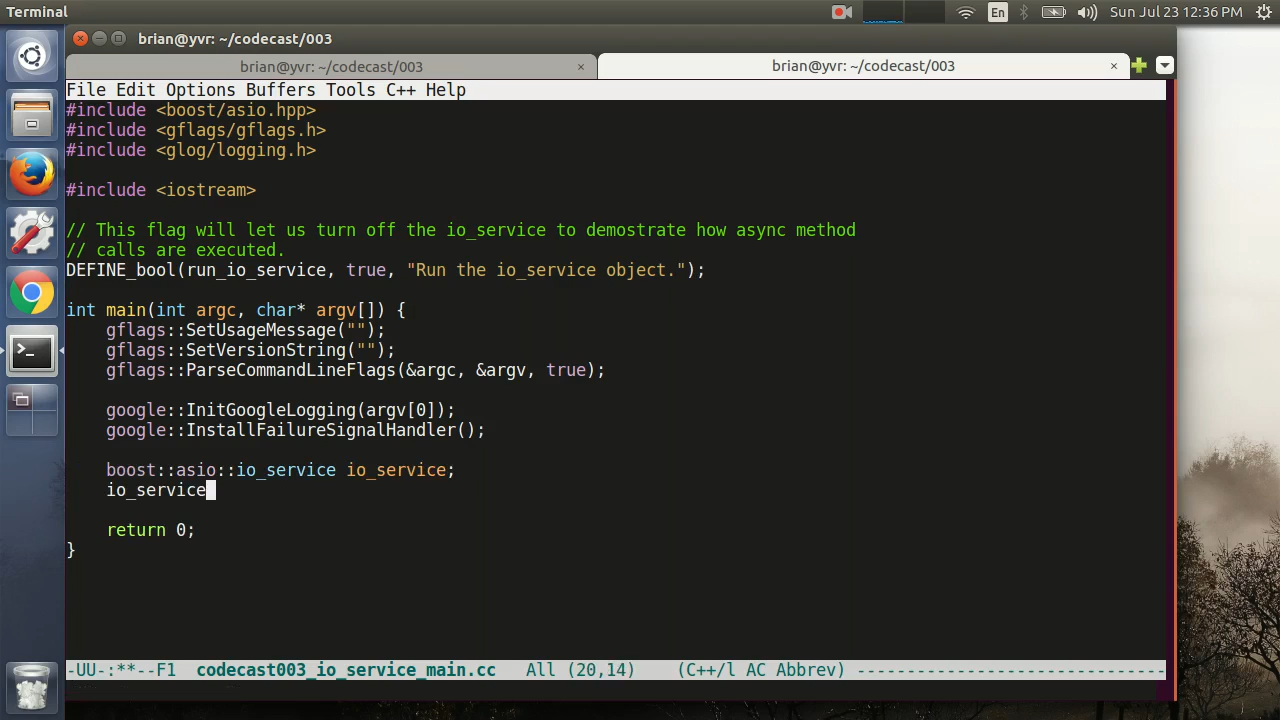 Terminal
En
Sun Jul 23 12:36 PM
brian@yvr: ~/codecast/003
brian@yvr: ~/codecast/003 ×
brian@yvr: ~/codecast/003 ×
File Edit Options Buffers Tools C++ Help
#include <boost/asio.hpp>
#include <gflags/gflags.h>
#include <glog/logging.h>
#include <iostream>
// This flag will let us turn off the io_service to demostrate how async method
// calls are executed.
DEFINE_bool(run_io_service, true, "Run the io_service object.");
int main(int argc, char* argv[]) {
gflags::SetUsageMessage("");
gflags::SetVersionString("");
gflags::ParseCommandLineFlags(&argc, &argv, true);
google::InitGoogleLogging(argv[0]);
google::InstallFailureSignalHandler();
boost::asio::io_service io_service;
io_service
return 0;
}
-UU-:**--F1 codecast003_io_service_main.cc All (20,14) (C++/l AC Abbrev) -------------------------------